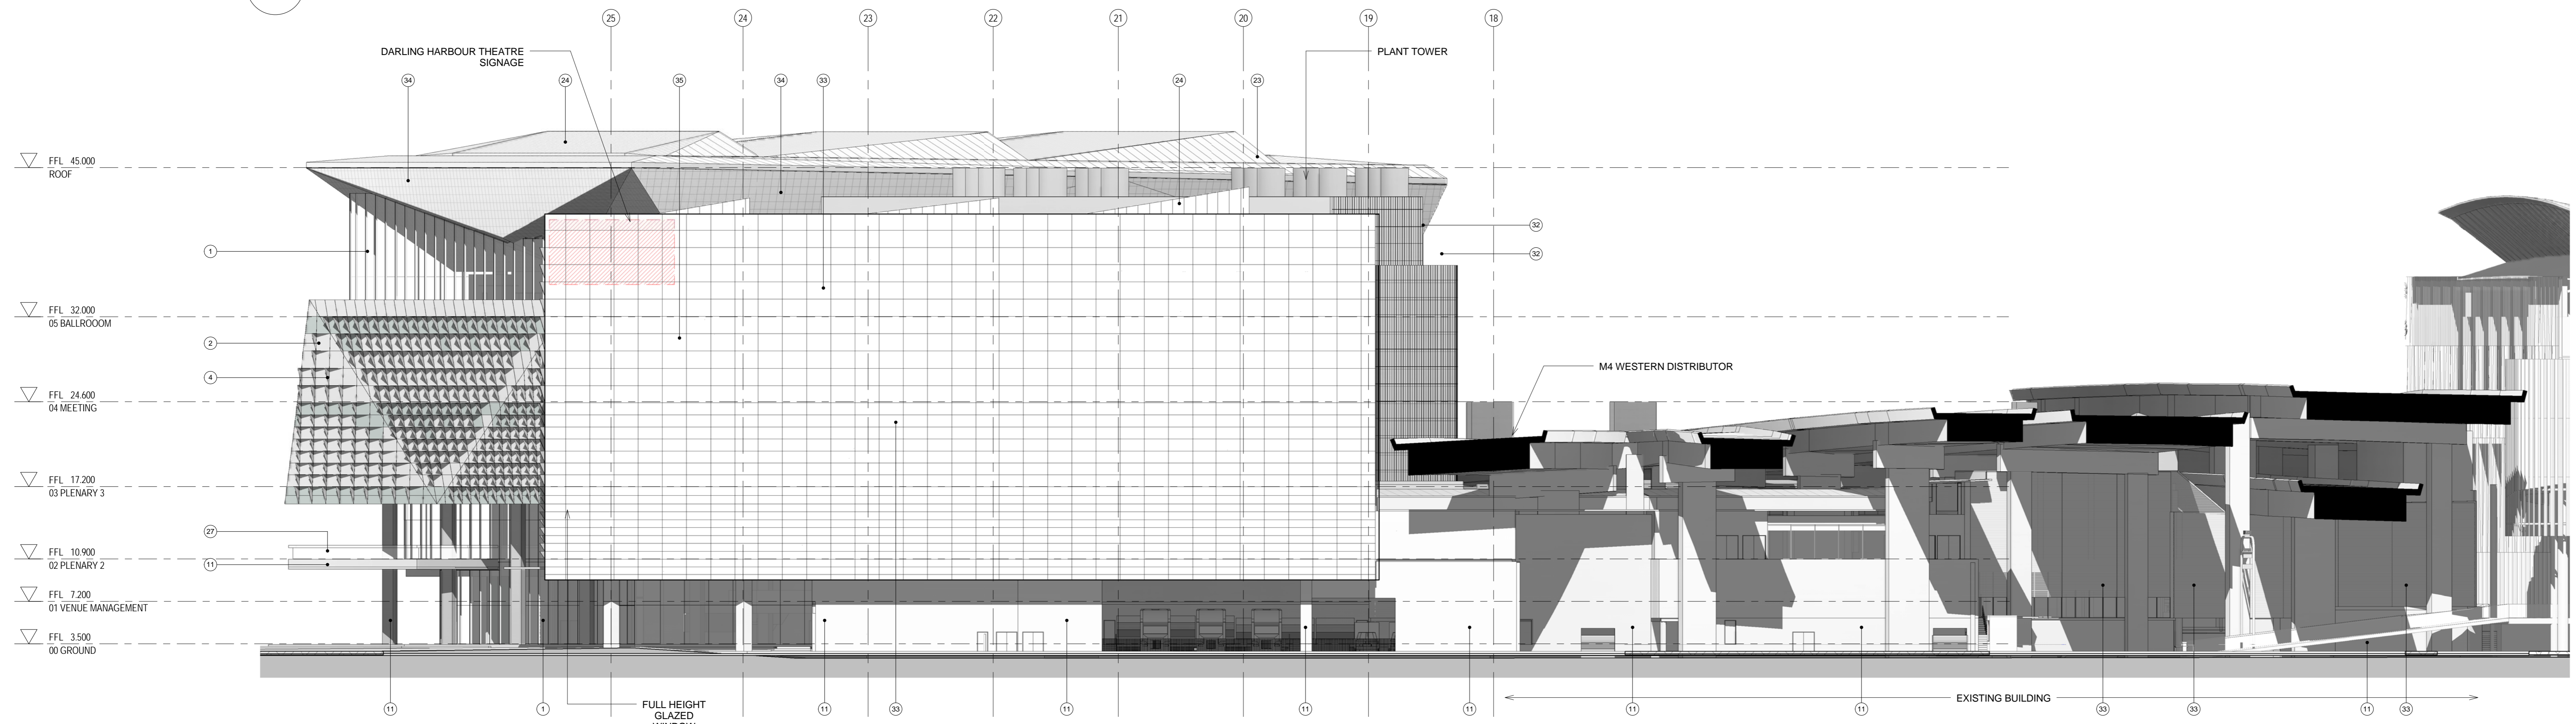 25
24
23
22
21
20
19
18
DARLING HARBOUR THEATRE
SIGNAGE
PLANT TOWER
34
24
35
34
33
24
23
FFL 45.000
ROOF
32
1
32
FFL 32.000
05 BALLROOOM
2
M4 WESTERN DISTRIBUTOR
4
FFL 24.600
04 MEETING
FFL 17.200
03 PLENARY 3
27
FFL 10.900
02 PLENARY 2
11
FFL 7.200
01 VENUE MANAGEMENT
FFL 3.500
00 GROUND
EXISTING BUILDING
11
1
FULL HEIGHT
GLAZED
WINDOW
11
33
11
11
11
11
11
33
33
11
33